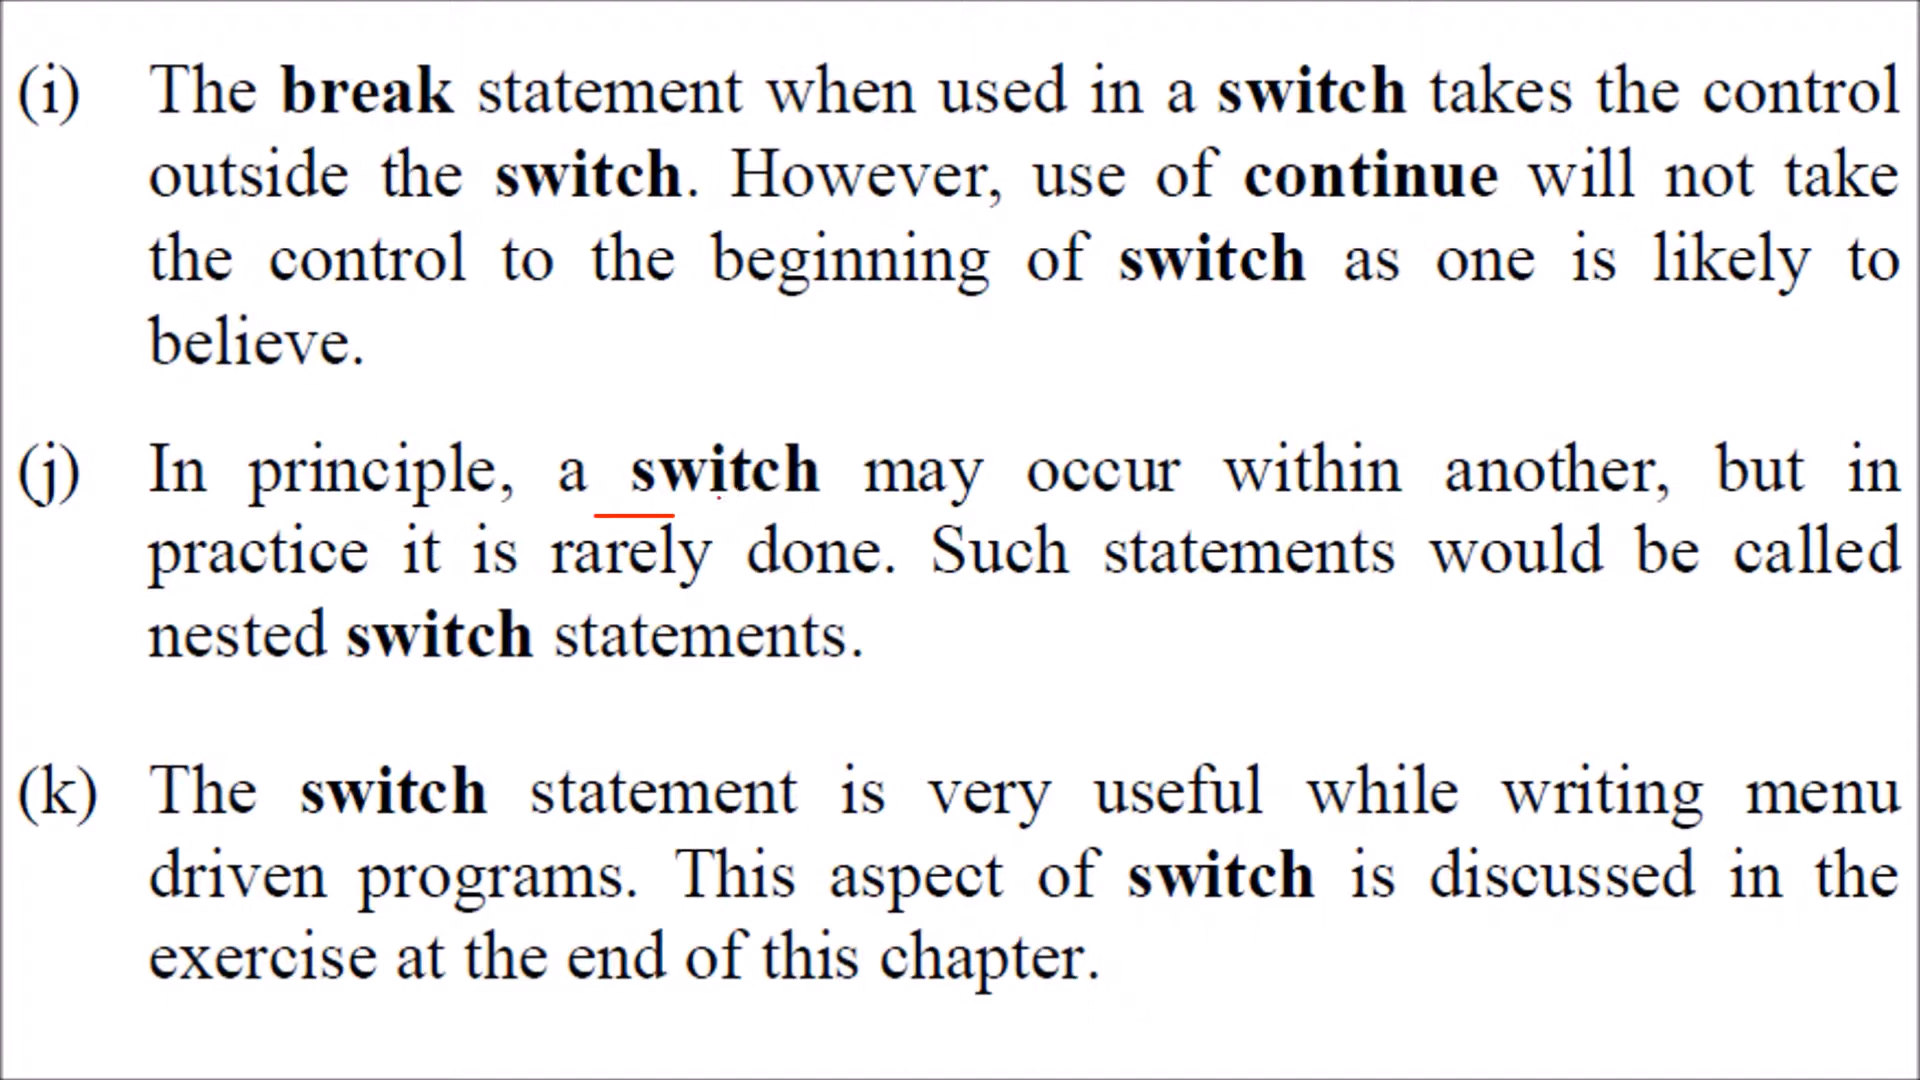 (i) The break statement when used in a switch takes the control
outside the switch. However, use of continue will not take
the control to the beginning of switch as one is likely to
believe.
(j) In principle, a switch may occur within another, but in
practice it is rarely done. Such statements would be called
nested switch statements.
(k) The switch statement is very useful while writing menu
driven programs. This aspect of switch is discussed in the
exercise at the end of this chapter.